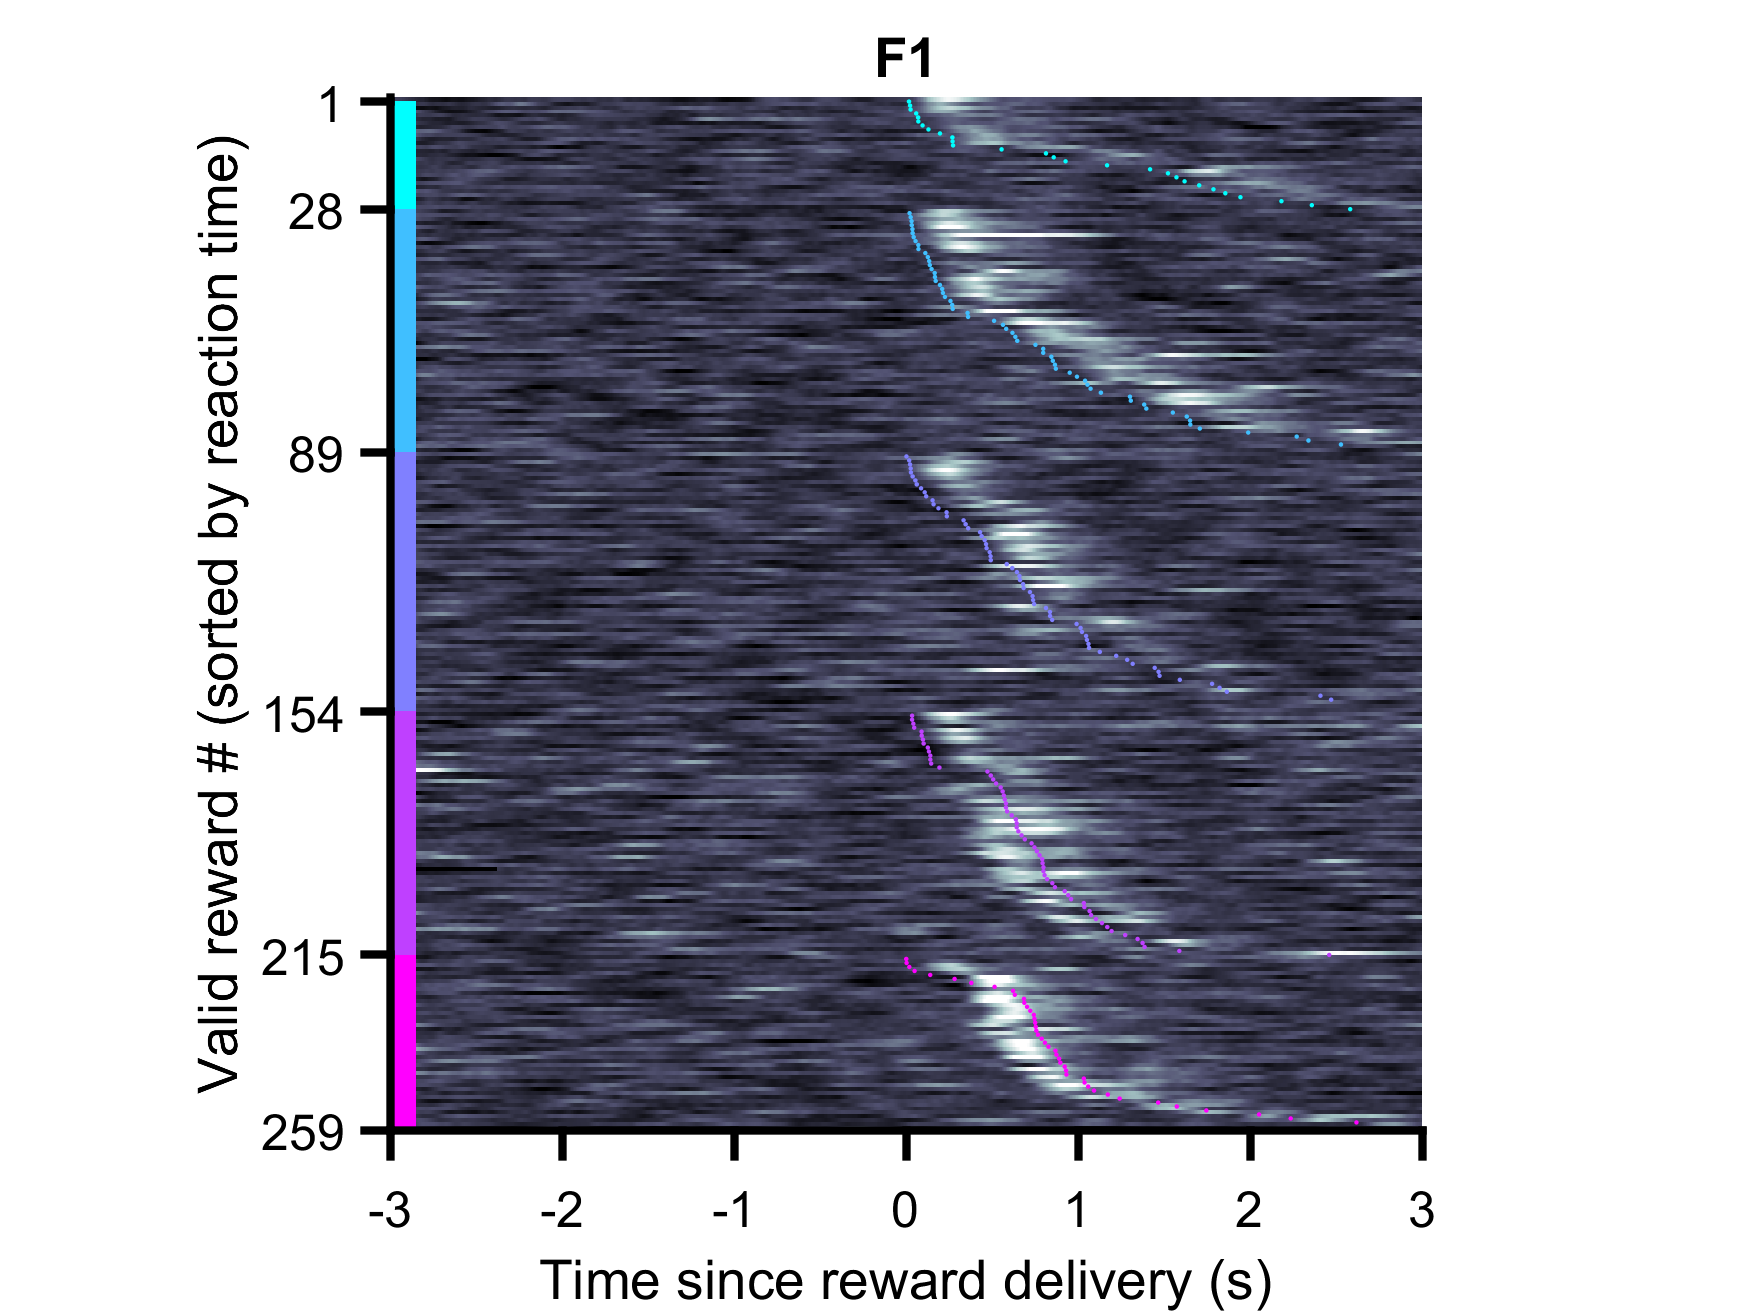 F1
Valid reward # (sorted by reaction time)
1
28
89
154
215
259
-3 -2 -1 0 1 2 3
Time since reward delivery (s)